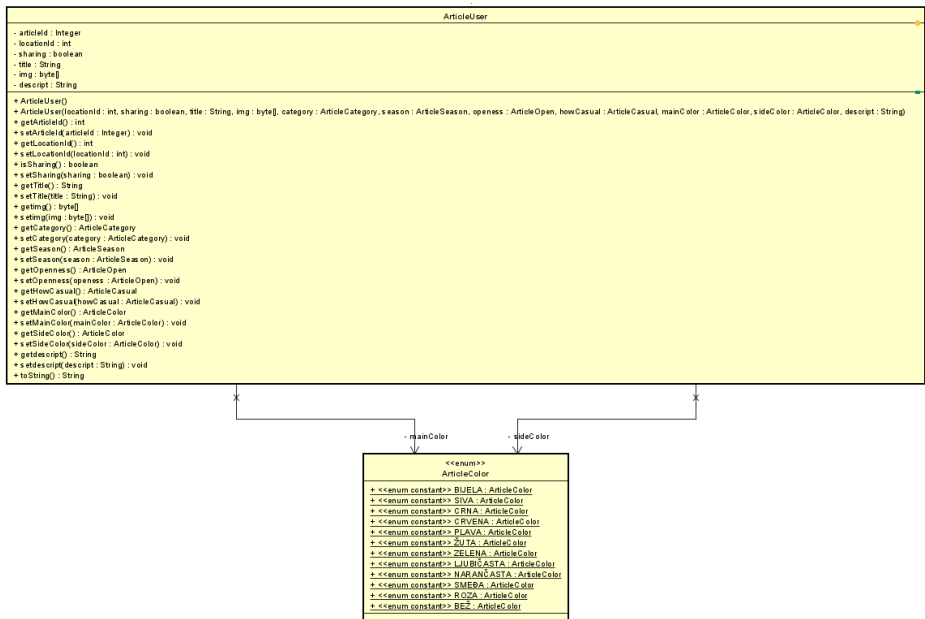 ArticleUser
- articleId : Integer
- locationId : int
- sharing : boolean
- title : String
- img : byte[]
- descript : String
+ ArticleUser()
+ ArticleUser(locationId : int, sharing : boolean, title : String, img : byte[], category : ArticleCategory, season : ArticleSeason, openess : ArticleOpen, howCasual : ArticleCasual, mainColor : ArticleColor, sideColor : ArticleColor, descript : String)
+ getArticleId() : int
+ setArticleId(articleId : Integer) : void
+ getLocationId() : int
+ setLocationId(locationId : int) : void
+ isSharing() : boolean
+ setSharing(sharing : boolean) : void
+ getTitle() : String
+ setTitle(title : String) : void
+ getimg() : byte[]
+ setimg(img : byte[]) : void
+ getCategory() : ArticleCategory
+ setCategory(category : ArticleCategory) : void
+ getSeason() : ArticleSeason
+ setSeason(season : ArticleSeason) : void
+ getOpenness() : ArticleOpen
+ setOpenness(openess : ArticleOpen) : void
+ getHowCasual() : ArticleCasual
+ setHowCasual(howCasual : ArticleCasual) : void
+ getMainColor() : ArticleColor
+ setMainColor(mainColor : ArticleColor) : void
+ getSideColor() : ArticleColor
+ setSideColor(sideColor : ArticleColor) : void
+ getdescript() : String
+ setdescript(descript : String) : void
+ toString() : String
- mainColor
- sideColor
<<enum>>
ArticleColor
+ <<enum constant>> BIJELA : ArticleColor
+ <<enum constant>> SIVA : ArticleColor
+ <<enum constant>> CRNA : ArticleColor
+ <<enum constant>> CRVENA : ArticleColor
+ <<enum constant>> PLAVA : ArticleColor
+ <<enum constant>> ŽUTA : ArticleColor
+ <<enum constant>> ZELENA : ArticleColor
+ <<enum constant>> LJUBIČASTA : ArticleColor
+ <<enum constant>> NARANČASTA : ArticleColor
+ <<enum constant>> SMEĐA : ArticleColor
+ <<enum constant>> ROZA : ArticleColor
+ <<enum constant>> BEŽ : ArticleColor